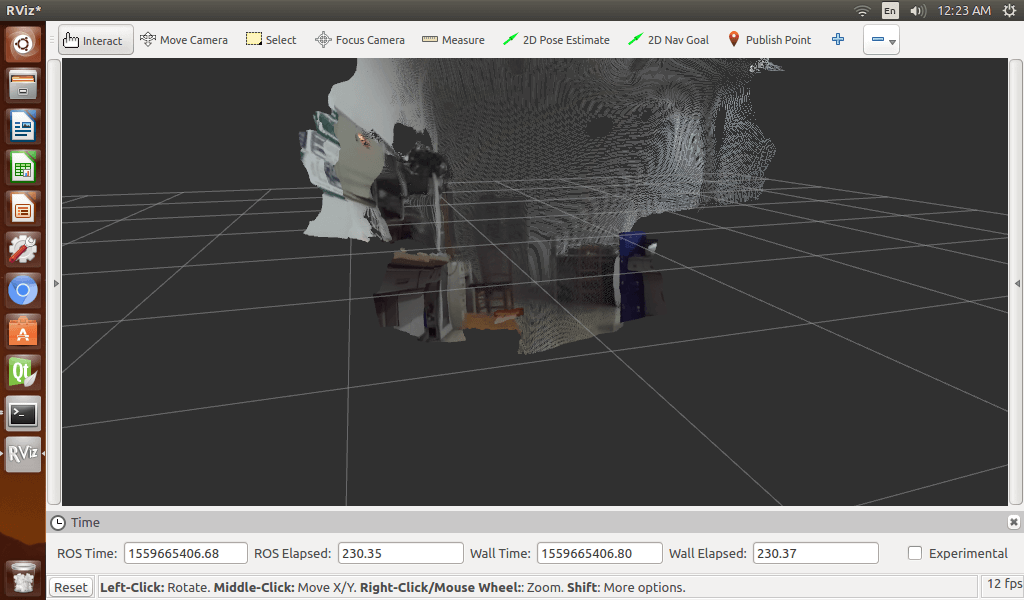 RViz*
En
12:23 AM
Interact
Move Camera
Select
Focus Camera
Measure
2D Pose Estimate
2D Nav Goal
Publish Point
A
Qt
>_
RViz
Time
ROS Time: 1559665406.68 ROS Elapsed: 230.35 Wall Time: 1559665406.80 Wall Elapsed: 230.37 Experimental
Reset Left-Click: Rotate. Middle-Click: Move X/Y. Right-Click/Mouse Wheel:: Zoom. Shift: More options. 12 fps